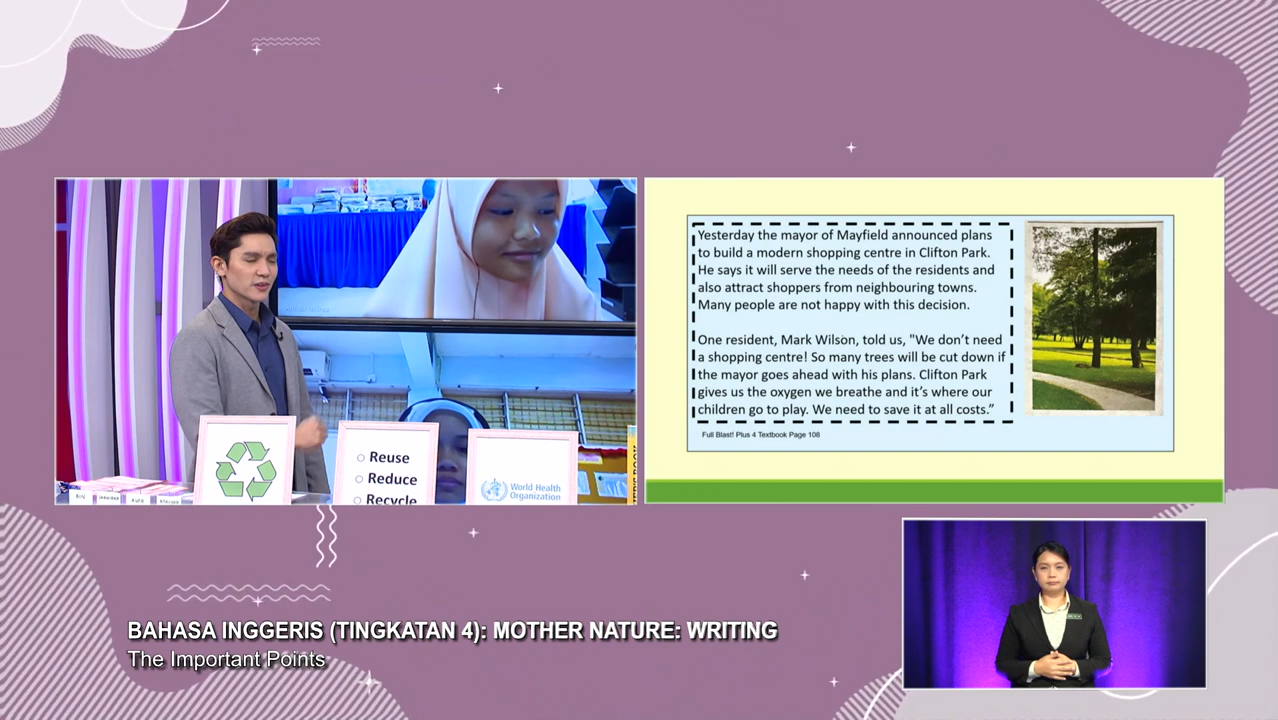 Reuse
Reduce
Recycle
World Health
Organization
Yesterday the mayor of Mayfield announced plans
to build a modern shopping centre in Clifton Park.
He says it will serve the needs of the residents and
also attract shoppers from neighbouring towns.
Many people are not happy with this decision.
One resident, Mark Wilson, told us, "We don't need
a shopping centre! So many trees will be cut down if
the mayor goes ahead with his plans. Clifton Park
gives us the oxygen we breathe and it's where our
children go to play. We need to save it at all costs."
Full Blast! Plus 4 Textbook Page 108
BAHASA INGGERIS (TINGKATAN 4): MOTHER NATURE: WRITING
The Important Points